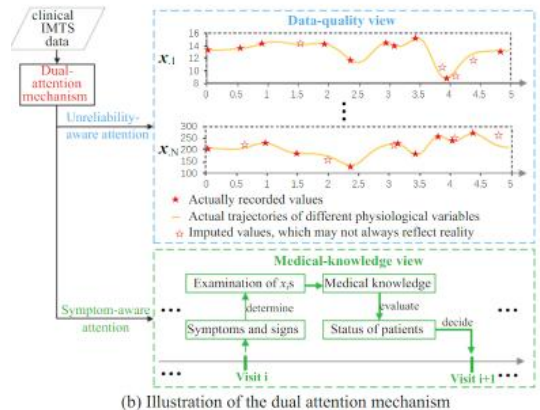 clinical
IMTS
data
Dual-
attention
mechanism
Unreliability-
aware attention
Symptom-aware
attention
Data-quality view
x.1
16
14
12
10
8
0 0.5 1 1.5 2 2.5 3 3.5 4 4.5 5
x.N
300
250
200
150
100
0 0.5 1 1.5 2 2.5 3 3.5 4 4.5 5
Actually recorded values
Actual trajectories of different physiological variables
Imputed values, which may not always reflect reality
Medical-knowledge view
Examination of xᵢs
Medical knowledge
determine
evaluate
Symptoms and signs
Status of patients
decide
Visit i
Visit i+1
(b) Illustration of the dual attention mechanism